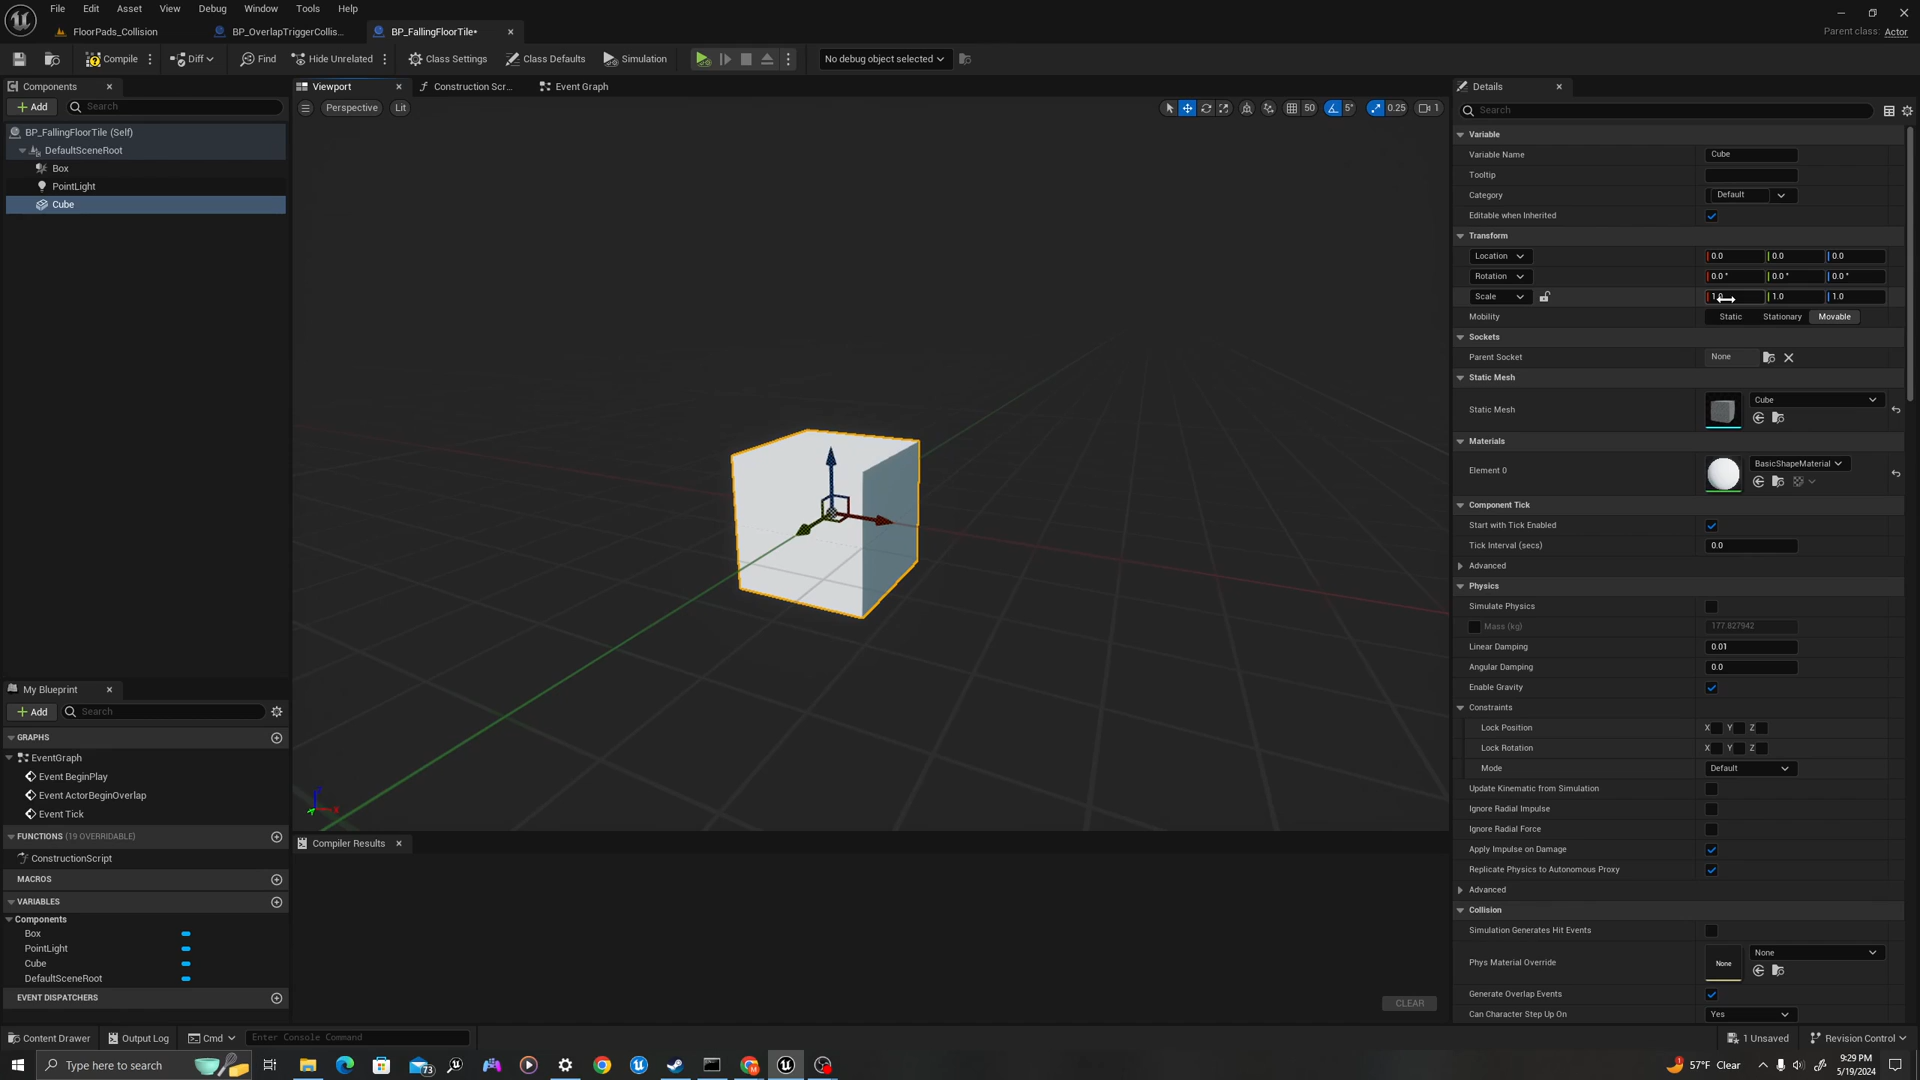 File Edit Asset View Debug Window Tools Help
FloorPads_Collision
BP_OverlapTriggerCollis...
BP_FallingFloorTile*
Parent class: Actor
Compile
Diff
Find
Hide Unrelated
Class Settings
Class Defaults
Simulation
No debug object selected
Components
Add
Search
BP_FallingFloorTile (Self)
DefaultSceneRoot
Box
PointLight
Cube
Viewport
Construction Scr...
Event Graph
Perspective
Lit
50
5°
0.25
1
Compiler Results
CLEAR
My Blueprint
Add
Search
GRAPHS
EventGraph
Event BeginPlay
Event ActorBeginOverlap
Event Tick
FUNCTIONS (19 OVERRIDABLE)
ConstructionScript
MACROS
VARIABLES
Components
Box
PointLight
Cube
DefaultSceneRoot
EVENT DISPATCHERS
Details
Search
Variable
Variable Name Cube
Tooltip
Category Default
Editable when Inherited
Transform
Location 0.0 0.0 0.0
Rotation 0.0 ° 0.0 ° 0.0 °
Scale 1.0 1.0 1.0
Mobility Static Stationary Movable
Sockets
Parent Socket None
Static Mesh
Static Mesh Cube
Materials
Element 0 BasicShapeMaterial
Component Tick
Start with Tick Enabled
Tick Interval (secs) 0.0
Advanced
Physics
Simulate Physics
Mass (kg) 177.827942
Linear Damping 0.01
Angular Damping 0.0
Enable Gravity
Constraints
Lock Position X Y Z
Lock Rotation X Y Z
Mode Default
Update Kinematic from Simulation
Ignore Radial Impulse
Ignore Radial Force
Apply Impulse on Damage
Replicate Physics to Autonomous Proxy
Advanced
Collision
Simulation Generates Hit Events
Phys Material Override None None
Generate Overlap Events
Can Character Step Up On Yes
Content Drawer
Output Log
Cmd
Enter Console Command
1 Unsaved
Revision Control
Type here to search
73
57°F Clear
9:29 PM
5/19/2024